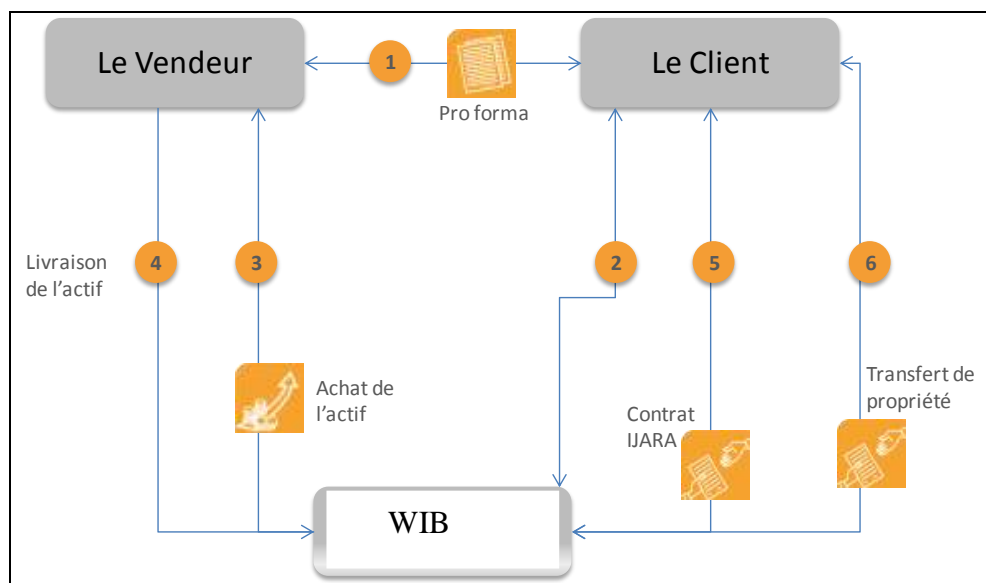 Le Vendeur
1
Le Client
Pro forma
Livraison
de l'actif
4
3
2
5
6
Achat de
l'actif
Transfert de
propriété
Contrat
IJARA
WIB